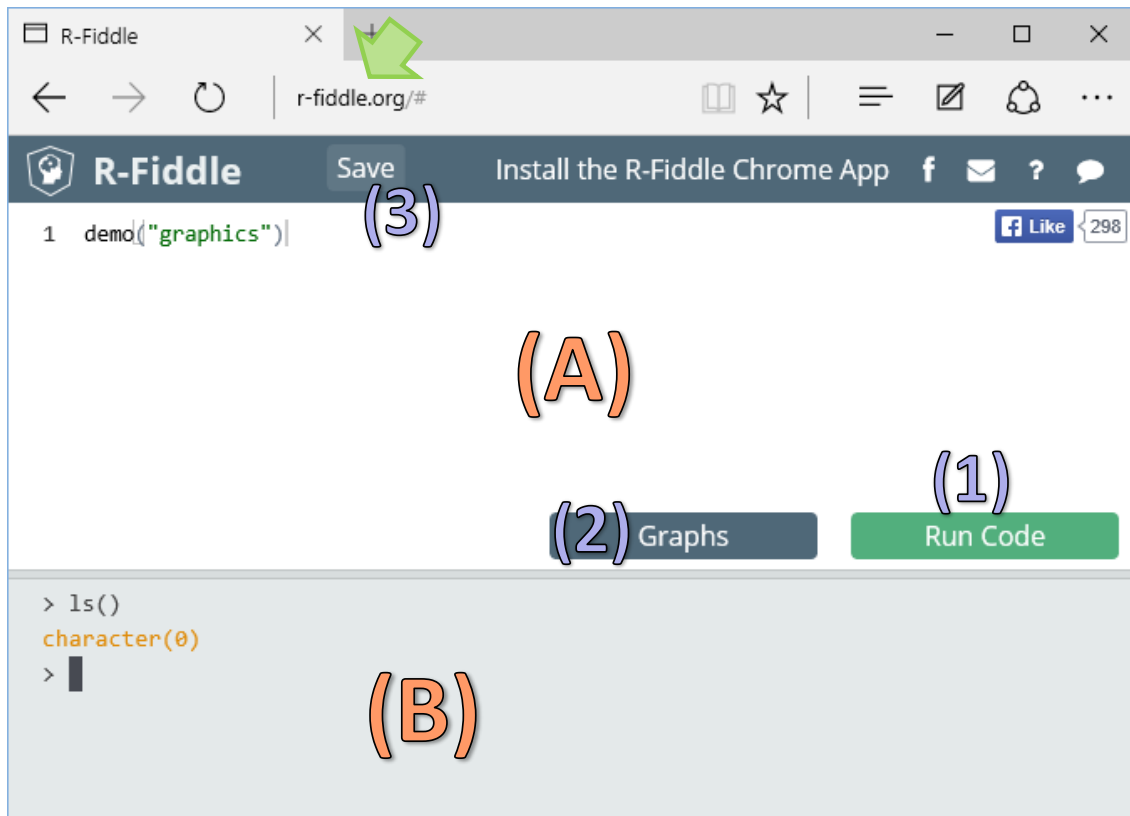 R-Fiddle
r-fiddle.org/#
R-Fiddle Save Install the R-Fiddle Chrome App f ?
(3)
1 demo("graphics")
f Like 298
(A)
(1)
(2) Graphs Run Code
> ls()
character(0)
>
(B)